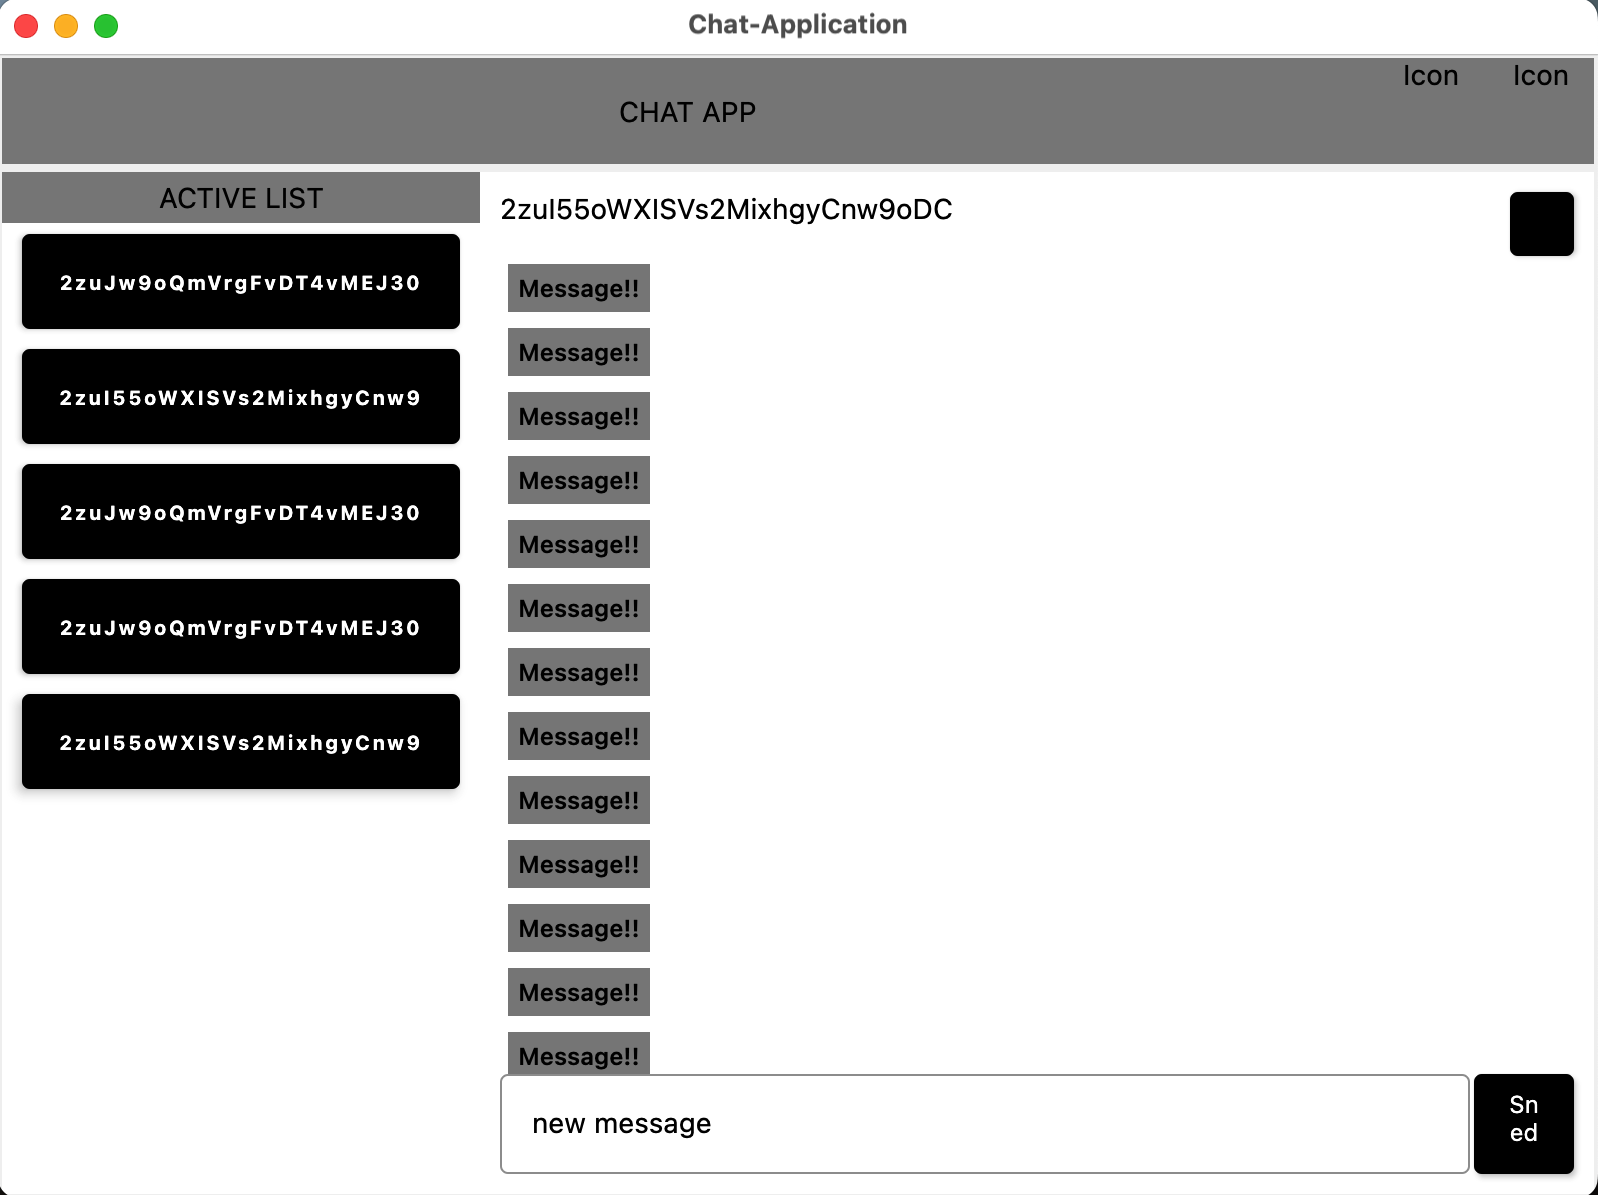 Chat-Application
Icon Icon
CHAT APP
ACTIVE LIST
2zuJw9oQmVrgFvDT4vMEJ30
2zuI55oWXISVs2MixhgyCnw9
2zuJw9oQmVrgFvDT4vMEJ30
2zuJw9oQmVrgFvDT4vMEJ30
2zuI55oWXISVs2MixhgyCnw9
2zuI55oWXISVs2MixhgyCnw9oDC
Message!!
Message!!
Message!!
Message!!
Message!!
Message!!
Message!!
Message!!
Message!!
Message!!
Message!!
Message!!
Message!!
new message
Sn
ed